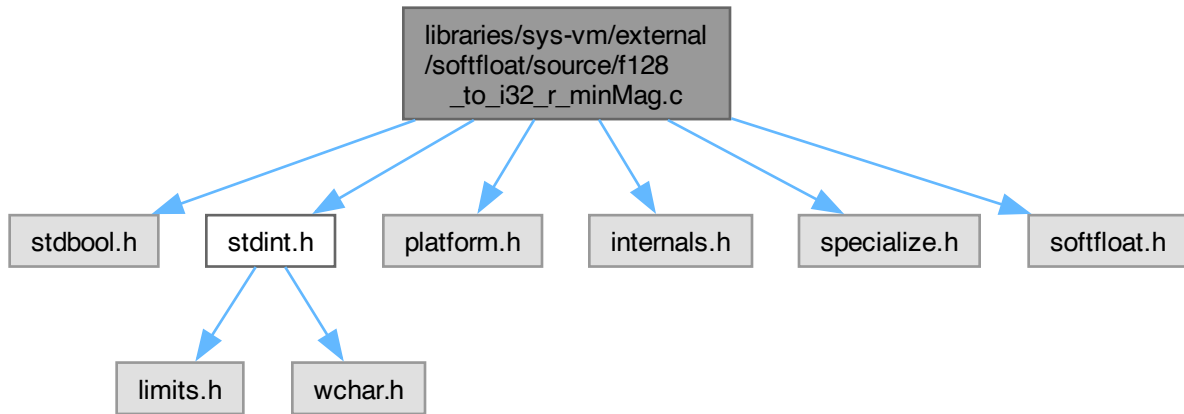 libraries/sys-vm/external
/softfloat/source/f128
_to_i32_r_minMag.c
stdbool.h
stdint.h
platform.h
internals.h
specialize.h
softfloat.h
limits.h
wchar.h